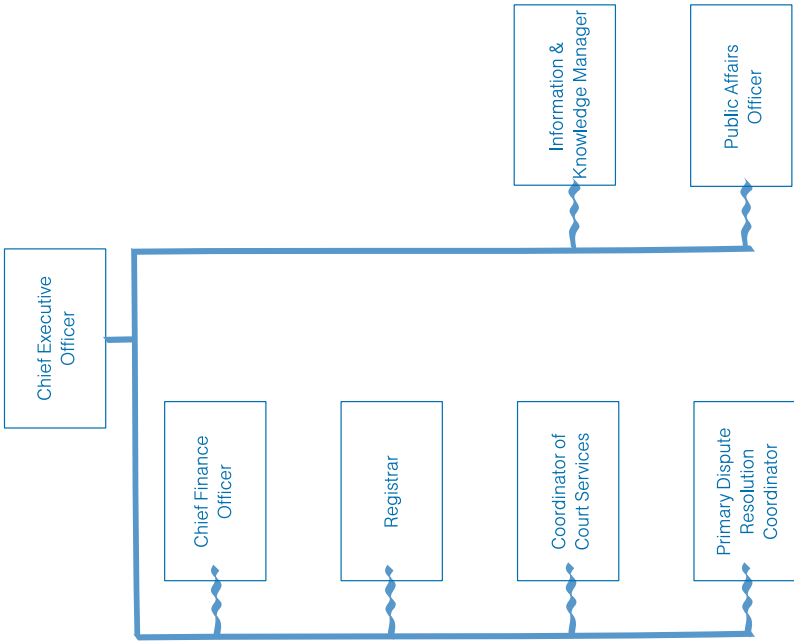 Chief Executive
Officer
Chief Finance
Officer
Registrar
Coordinator of
Court Services
Primary Dispute
Resolution
Coordinator
Information &
Knowledge Manager
Public Affairs
Officer